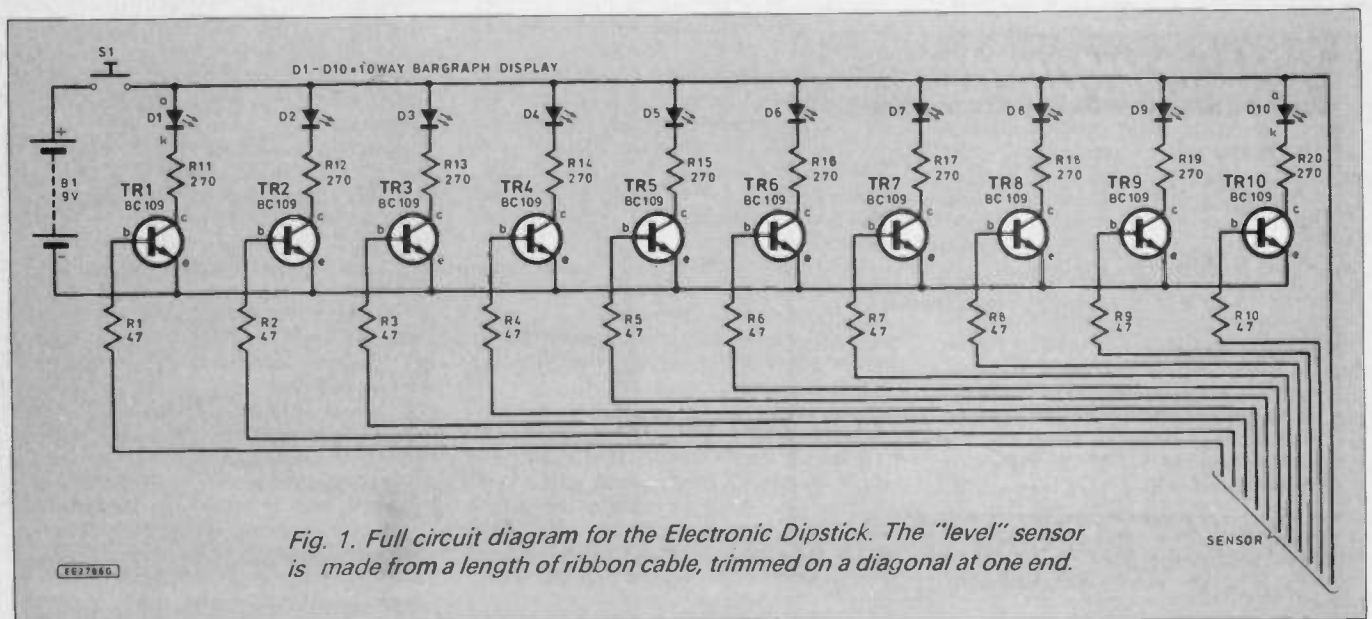 S1
D1-D10=10WAY BARGRAPH DISPLAY
a
D1
k
D2
D3
D4
D5
D6
D7
D8
D9
a
D10
k
+
B1
9V
-
R11
270
R12
270
R13
270
R14
270
R15
270
R16
270
R17
270
R18
270
R19
270
R20
270
TR1
BC109
TR2
BC109
TR3
BC109
TR4
BC109
TR5
BC109
TR6
BC109
TR7
BC109
TR8
BC109
TR9
BC109
TR10
BC109
b c e
b c e
b c e
b c e
b c e
b c e
b c e
b c e
b c e
b c e
R1
47
R2
47
R3
47
R4
47
R5
47
R6
47
R7
47
R8
47
R9
47
R10
47
SENSOR
Fig. 1. Full circuit diagram for the Electronic Dipstick. The "level" sensor
is made from a length of ribbon cable, trimmed on a diagonal at one end.